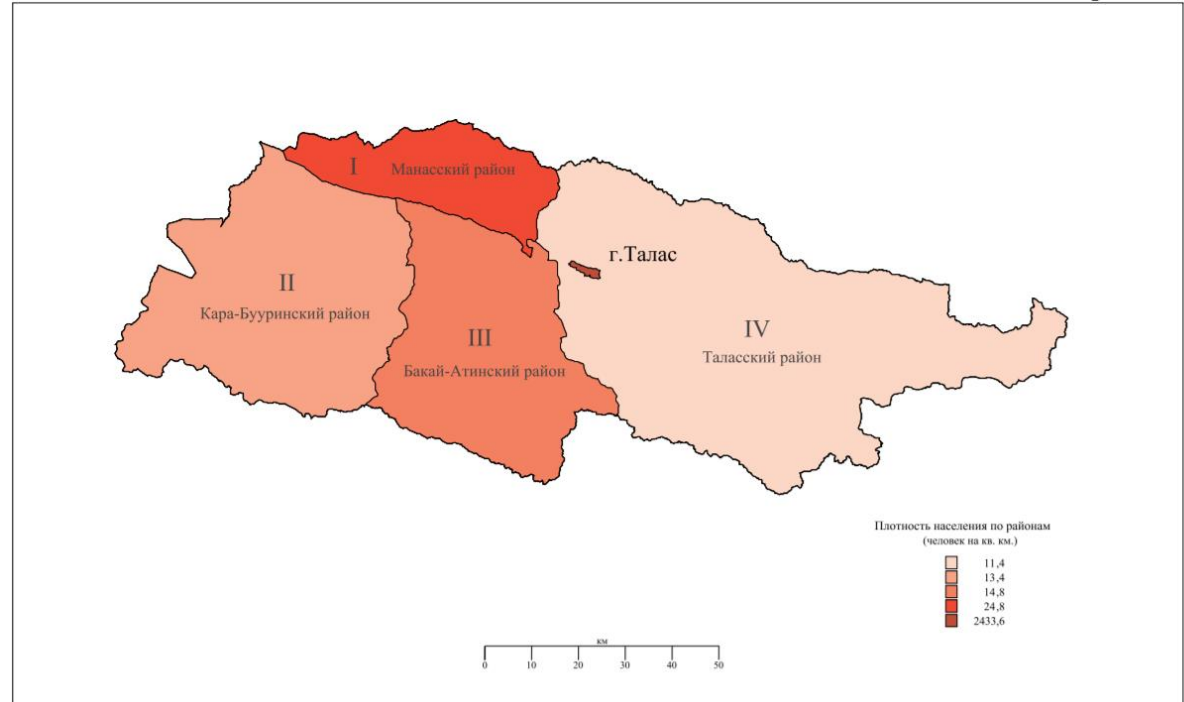 I
Манасский район
г.Талас
II
Кара-Бууринский район
III
Бакай-Атинский район
IV
Таласский район
Плотность населения по районам
(человек на кв. км.)
11,4
13,4
14,8
24,8
2433,6
км
0 10 20 30 40 50